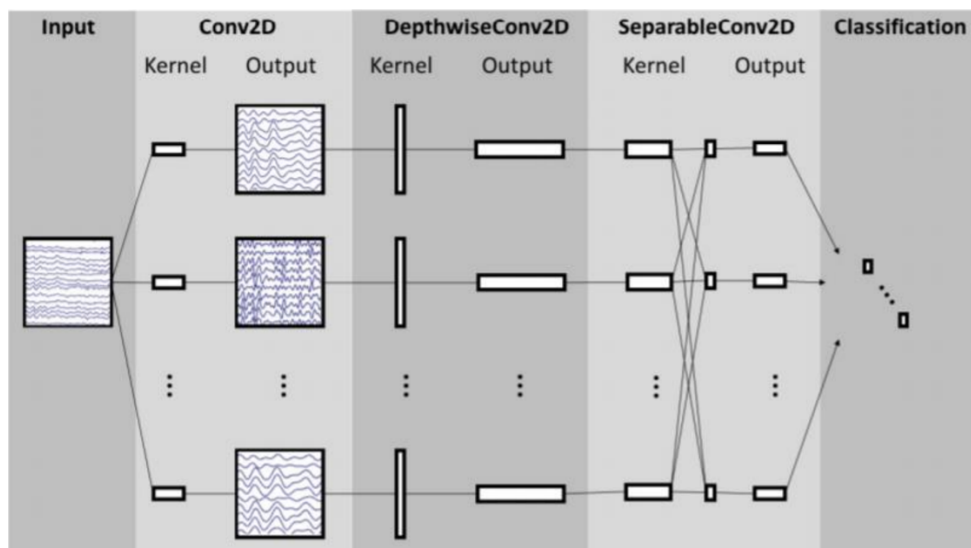 Input Conv2D DepthwiseConv2D SeparableConv2D Classification
Kernel Output Kernel Output Kernel Output